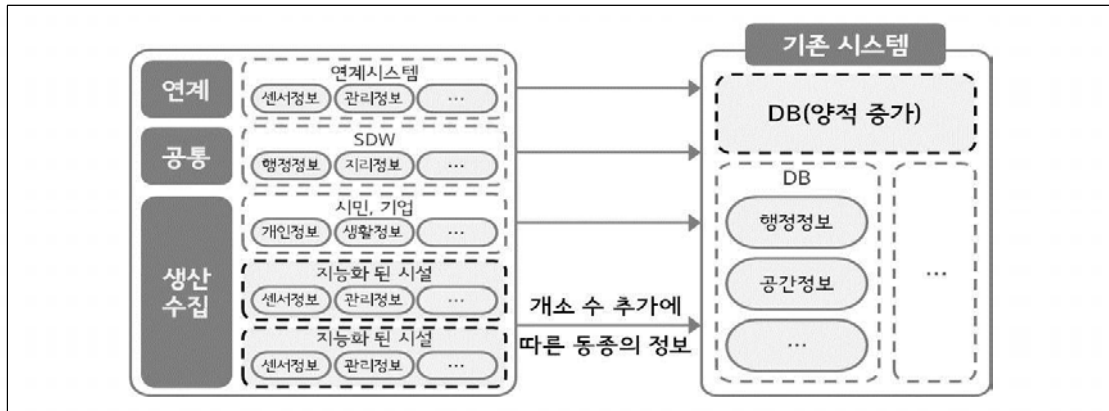 연계
연계시스템
센서정보 관리정보 …
공통
SDW
행정정보 지리정보 …
생산
수집
시민, 기업
개인정보 생활정보 …
지능화 된 시설
센서정보 관리정보 …
지능화 된 시설
센서정보 관리정보 …
개소 수 추가에
따른 동종의 정보
기존 시스템
DB(양적 증가)
DB
행정정보
공간정보
…
…